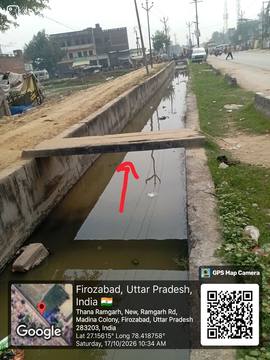 GPS Map Camera
Firozabad, Uttar Pradesh, India 🇮🇳
Thana Ramgarh, New, Ramgarh Rd,
Madina Colony, Firozabad, Uttar Pradesh
283203, India
Lat 27.15615° Long 78.418758°
Saturday, 17/10/2026 10:34 AM
Google